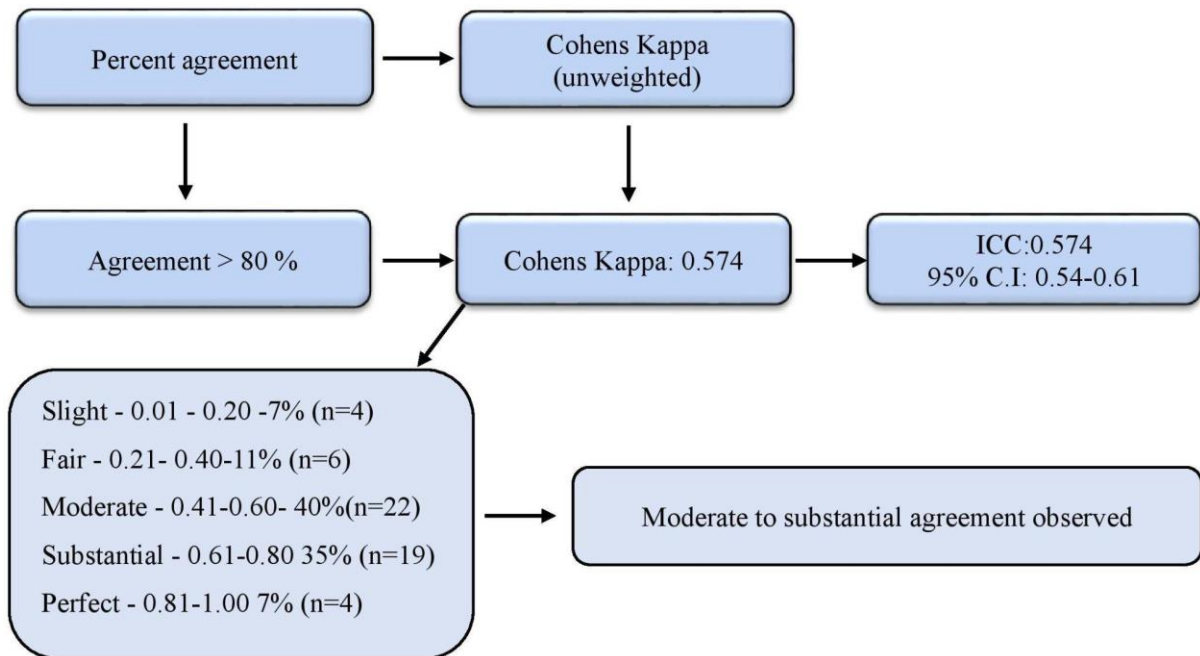 Percent agreement
Cohens Kappa
(unweighted)
Agreement > 80 %
Cohens Kappa: 0.574
ICC:0.574
95% C.I: 0.54-0.61
Slight - 0.01 - 0.20 -7% (n=4)
Fair - 0.21- 0.40-11% (n=6)
Moderate - 0.41-0.60- 40%(n=22)
Substantial - 0.61-0.80 35% (n=19)
Perfect - 0.81-1.00 7% (n=4)
Moderate to substantial agreement observed